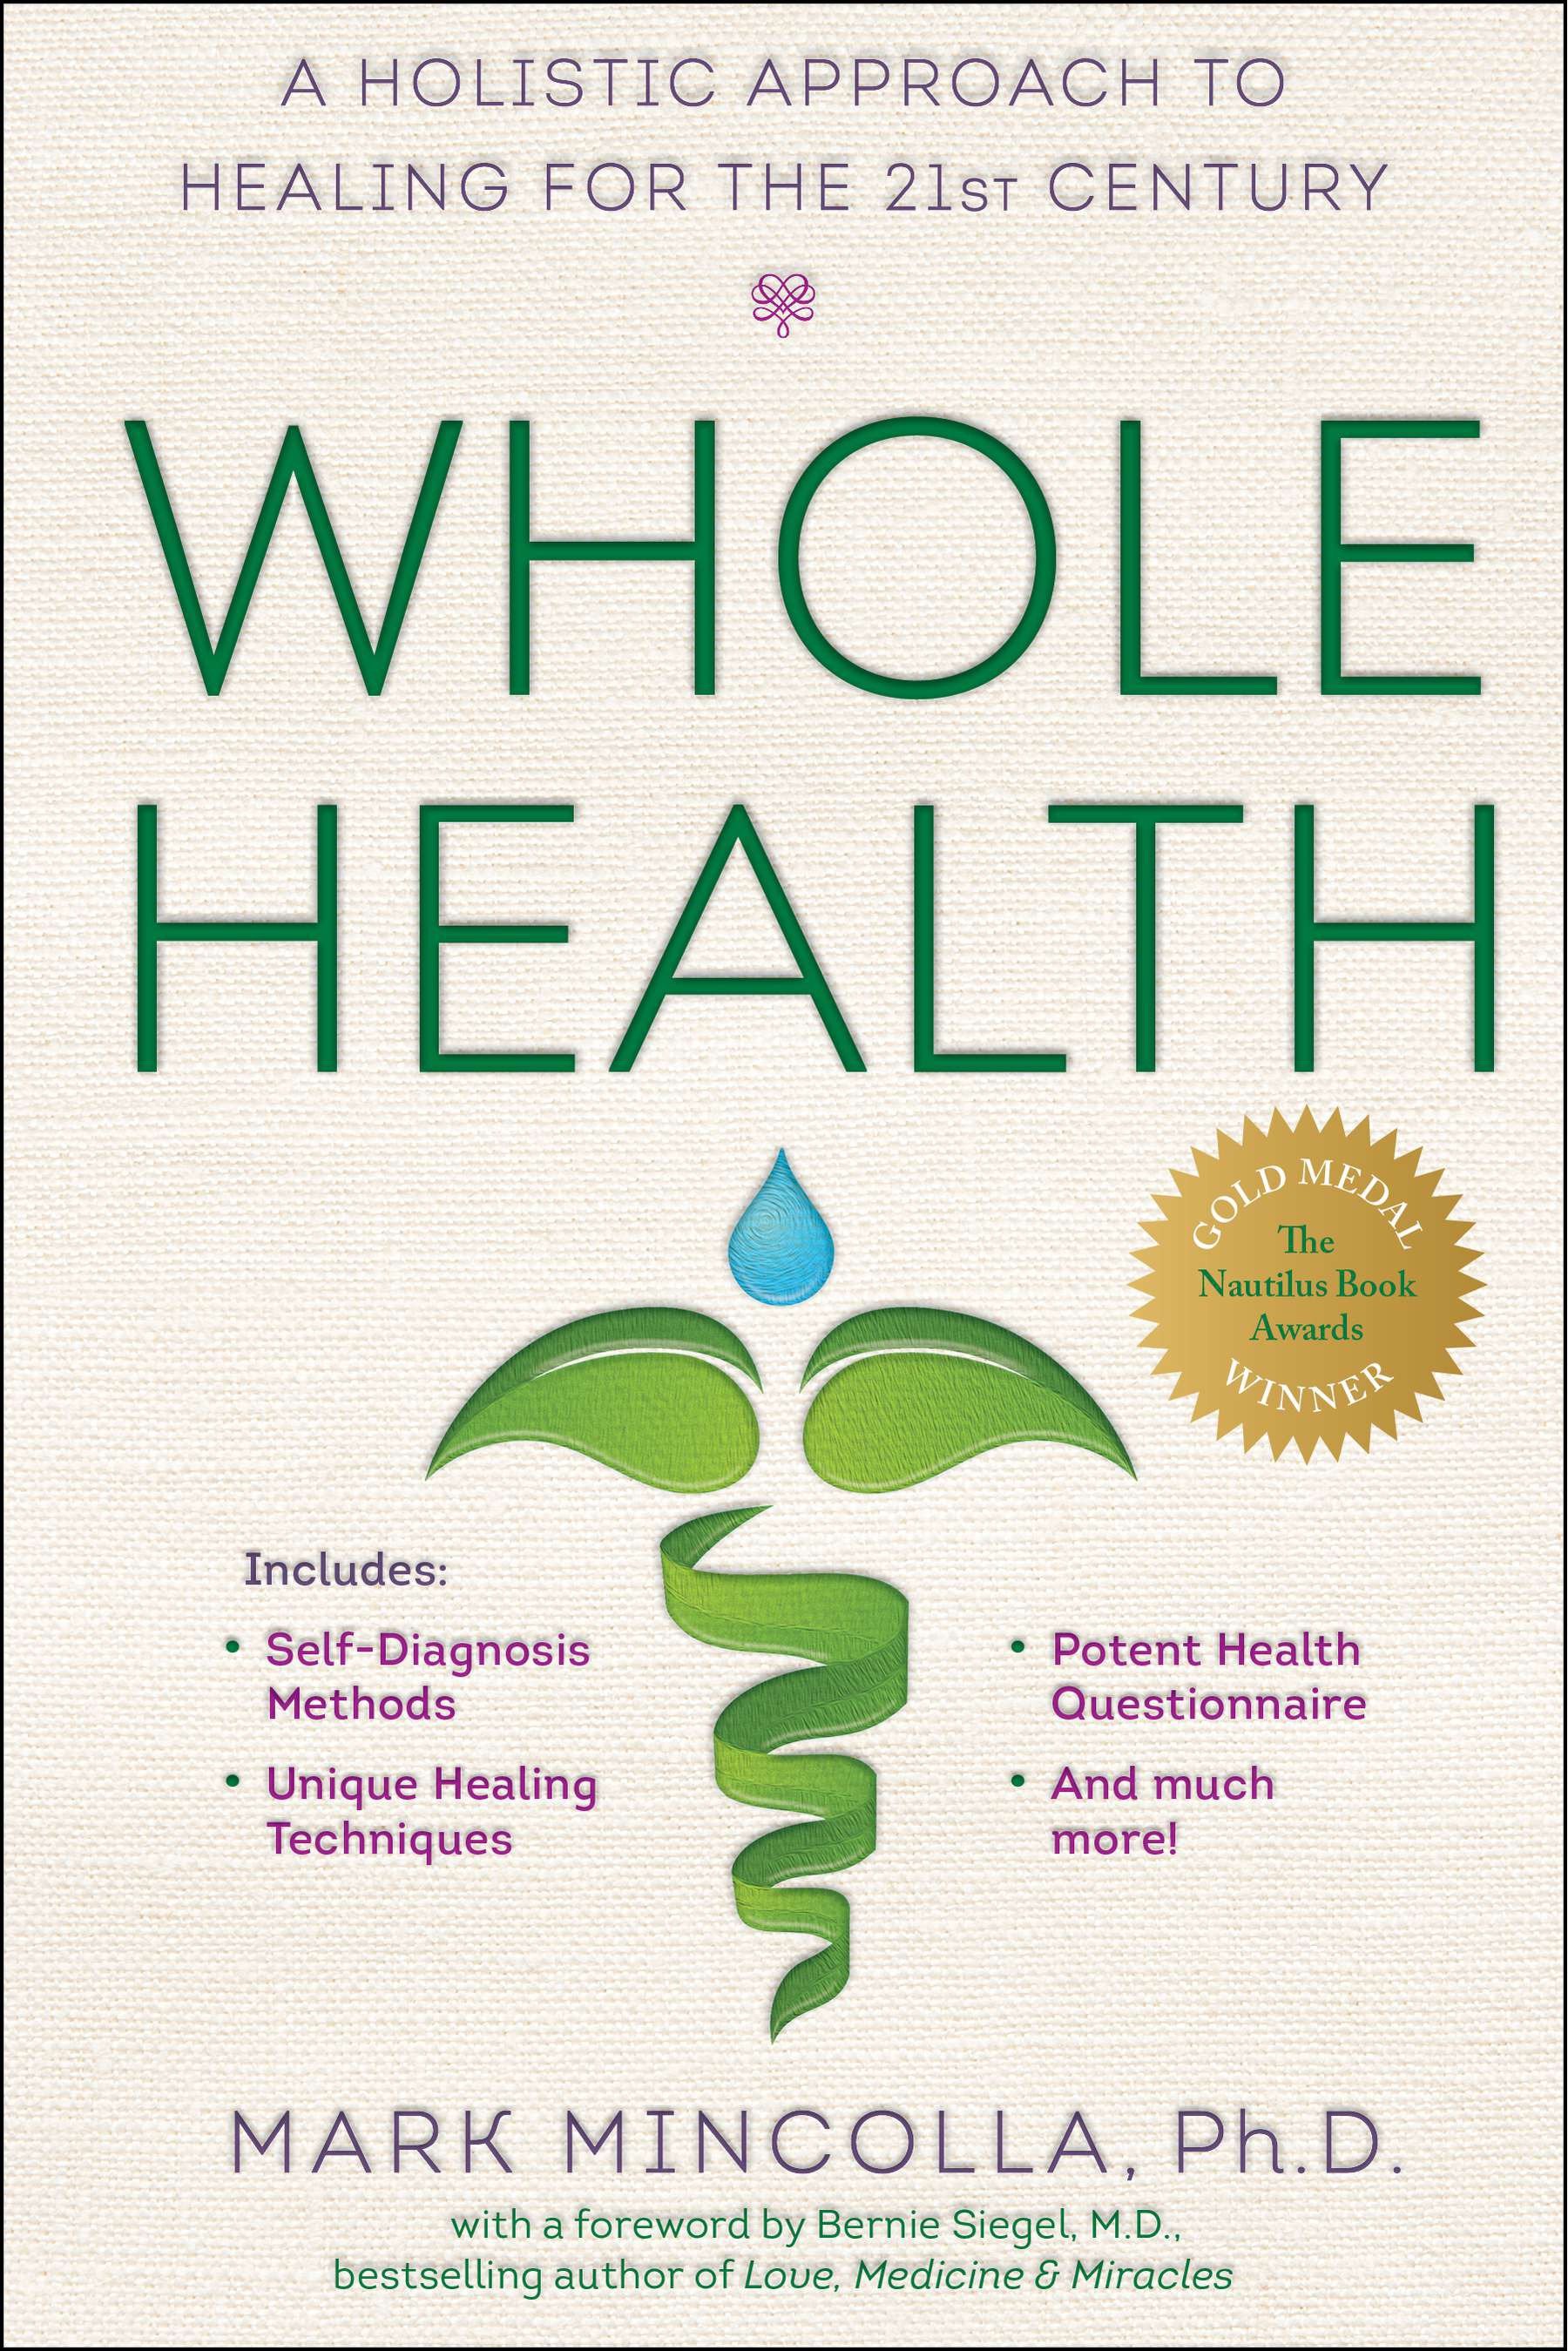 A HOLISTIC APPROACH TO
HEALING FOR THE 21ST CENTURY
WHOLE
HEALTH
GOLD MEDAL
The
Nautilus Book
Awards
WINNER
Includes:
• Self-Diagnosis
Methods
• Unique Healing
Techniques
• Potent Health
Questionnaire
• And much
more!
MARK MINCOLLA, Ph.D.
with a foreword by Bernie Siegel, M.D.,
bestselling author of Love, Medicine & Miracles